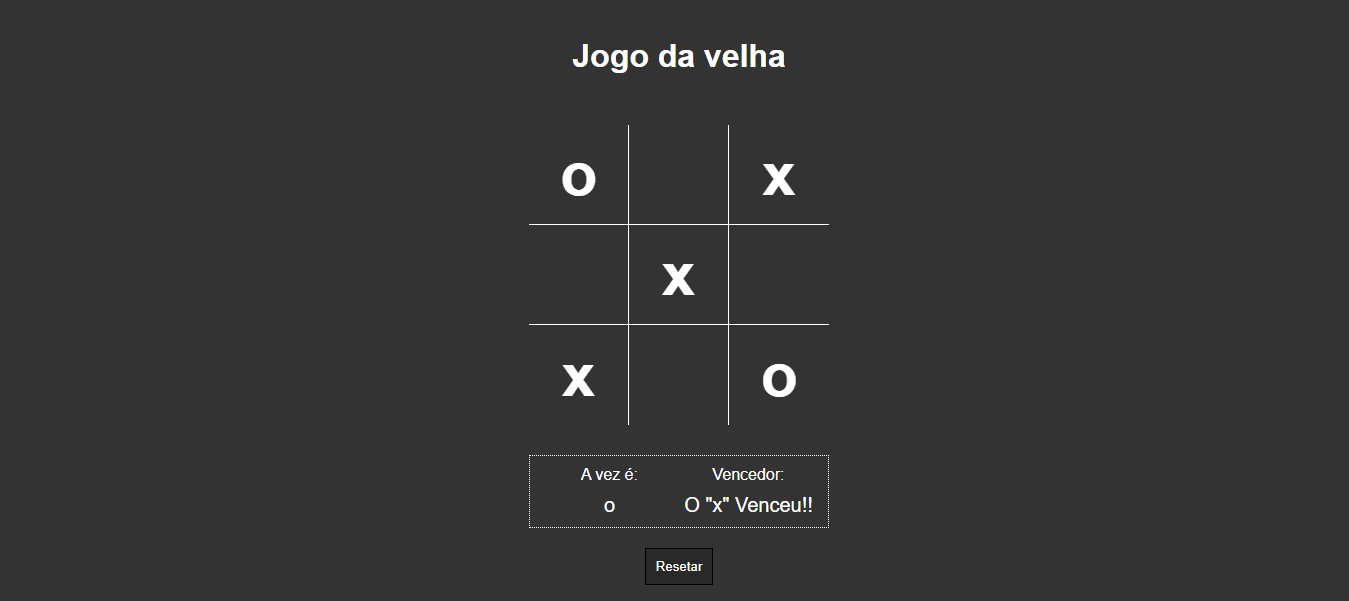 Jogo da velha
o x
x
x o
A vez é: Vencedor:
o O "x" Venceu!!
Resetar